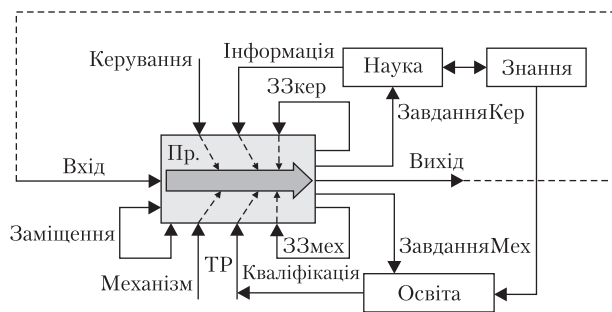 Керування
Інформація
Наука
Знання
ЗЗкер
ЗавданняКер
Пр.
Вхід
Вихід
Заміщення
ЗЗмех
ЗавданняМех
Механізм
ТР
Кваліфікація
Освіта